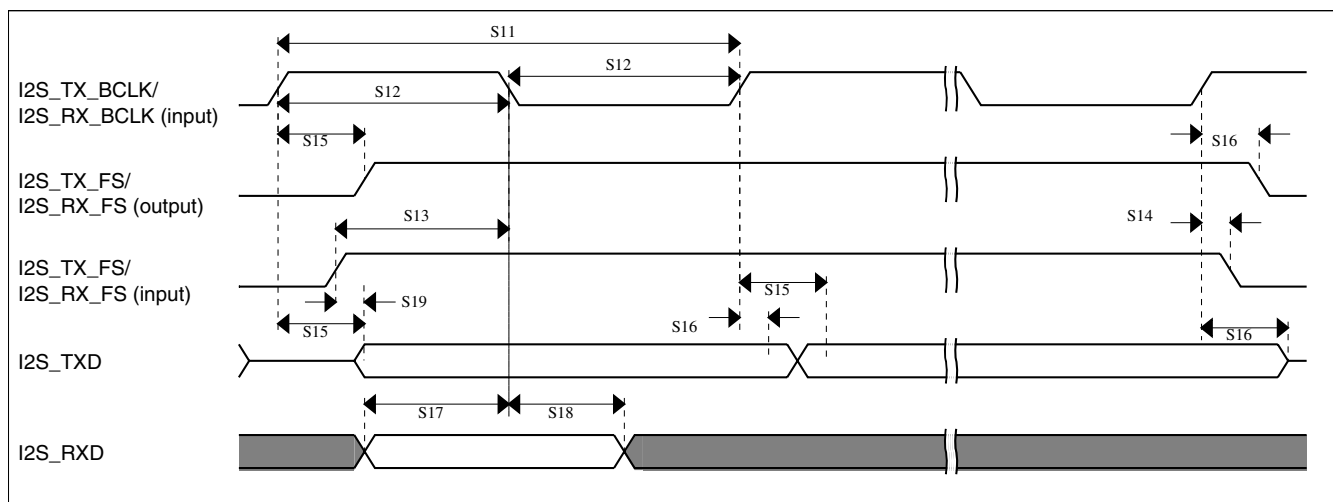 S11
I2S_TX_BCLK/
I2S_RX_BCLK (input)
S12
S12
S15
S16
I2S_TX_FS/
I2S_RX_FS (output)
S13
S14
I2S_TX_FS/
I2S_RX_FS (input)
S19
S15
S15
S16
S16
I2S_TXD
S17
S18
I2S_RXD